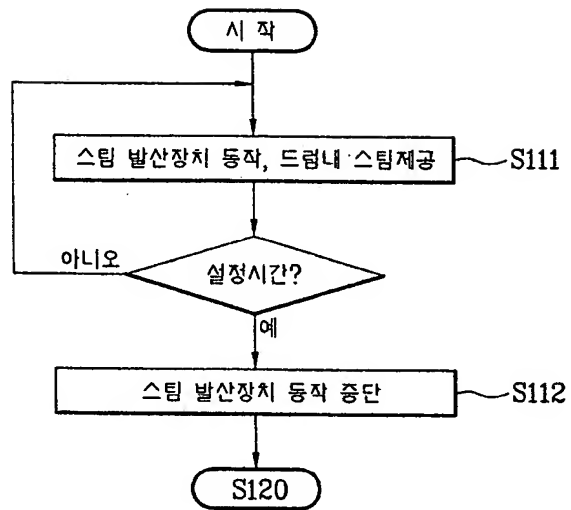 시 작
스팀 발산장치 동작, 드럼내 스팀제공
S111
아니오
설정시간?
예
스팀 발산장치 동작 중단
S112
S120